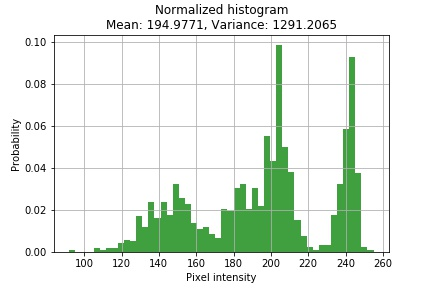 Normalized histogram
Mean: 194.9771, Variance: 1291.2065
0.10
0.08
0.06
0.04
0.02
0.00
Probability
100 120 140 160 180 200 220 240 260
Pixel intensity